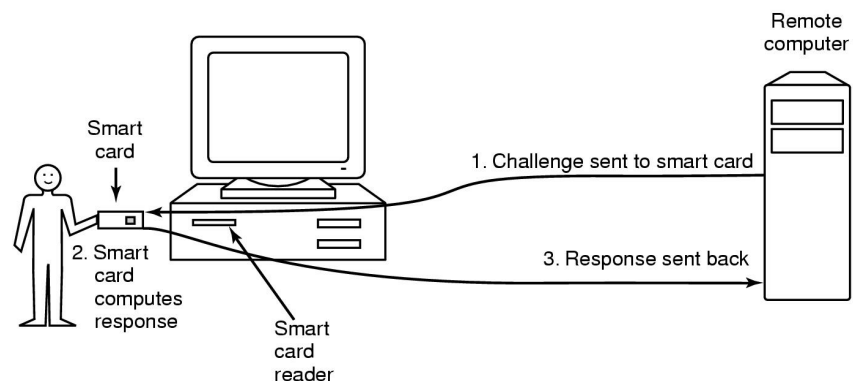 Remote
computer
Smart
card
1. Challenge sent to smart card
2. Smart
card
computes
response
3. Response sent back
Smart
card
reader